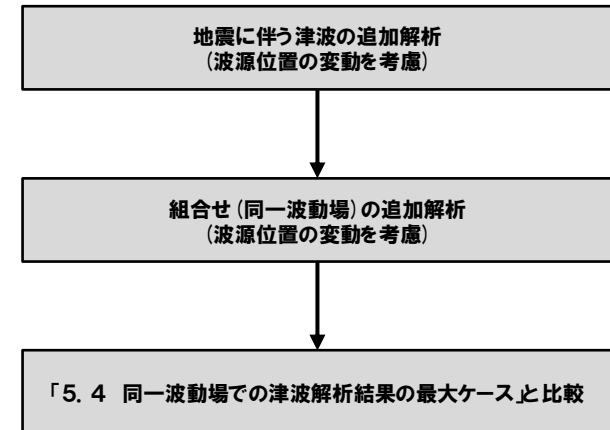 地震に伴う津波の追加解析
(波源位置の変動を考慮)
組合せ(同一波動場)の追加解析
(波源位置の変動を考慮)
「5.4 同一波動場での津波解析結果の最大ケース」と比較